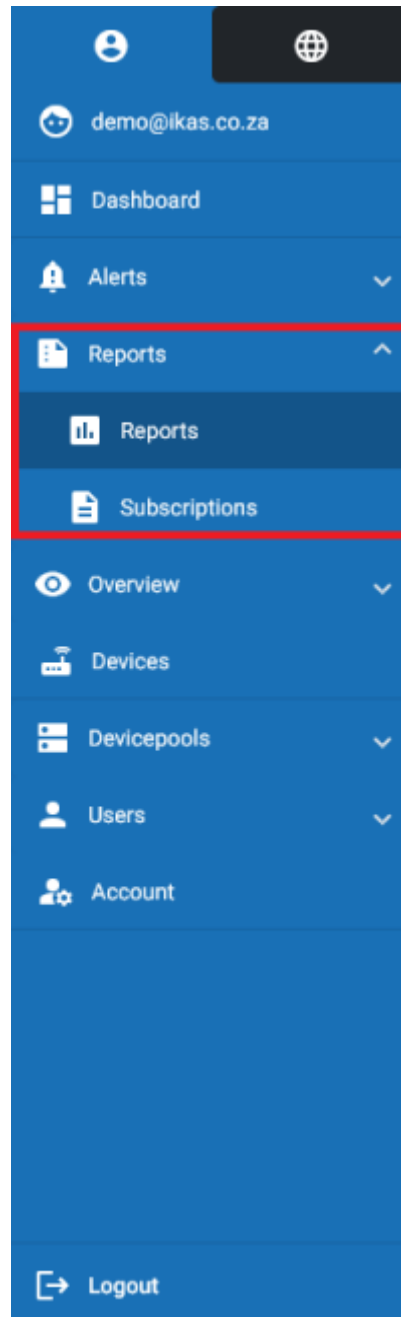 demo@ikas.co.za
Dashboard
Alerts
Reports
Reports
Subscriptions
Overview
Devices
Devicepools
Users
Account
Logout